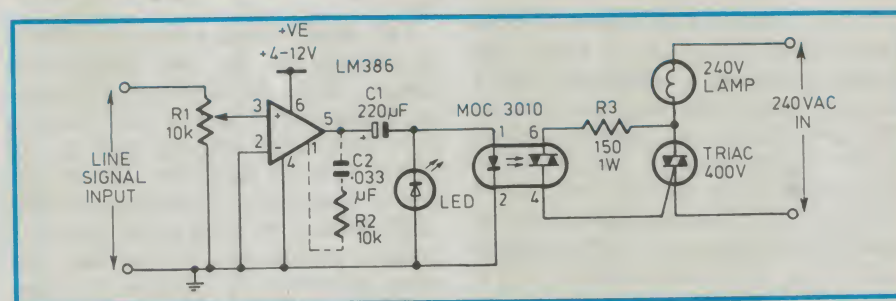 +VE
+4-12V
LM386
R1
10k
LINE
SIGNAL
INPUT
3
+
6
2
−
4
1
5
C1
220µF
+
C2
·033
µF
R2
10k
LED
MOC 3010
1
6
2
4
R3
150
1W
240V
LAMP
TRIAC
400V
240VAC
IN